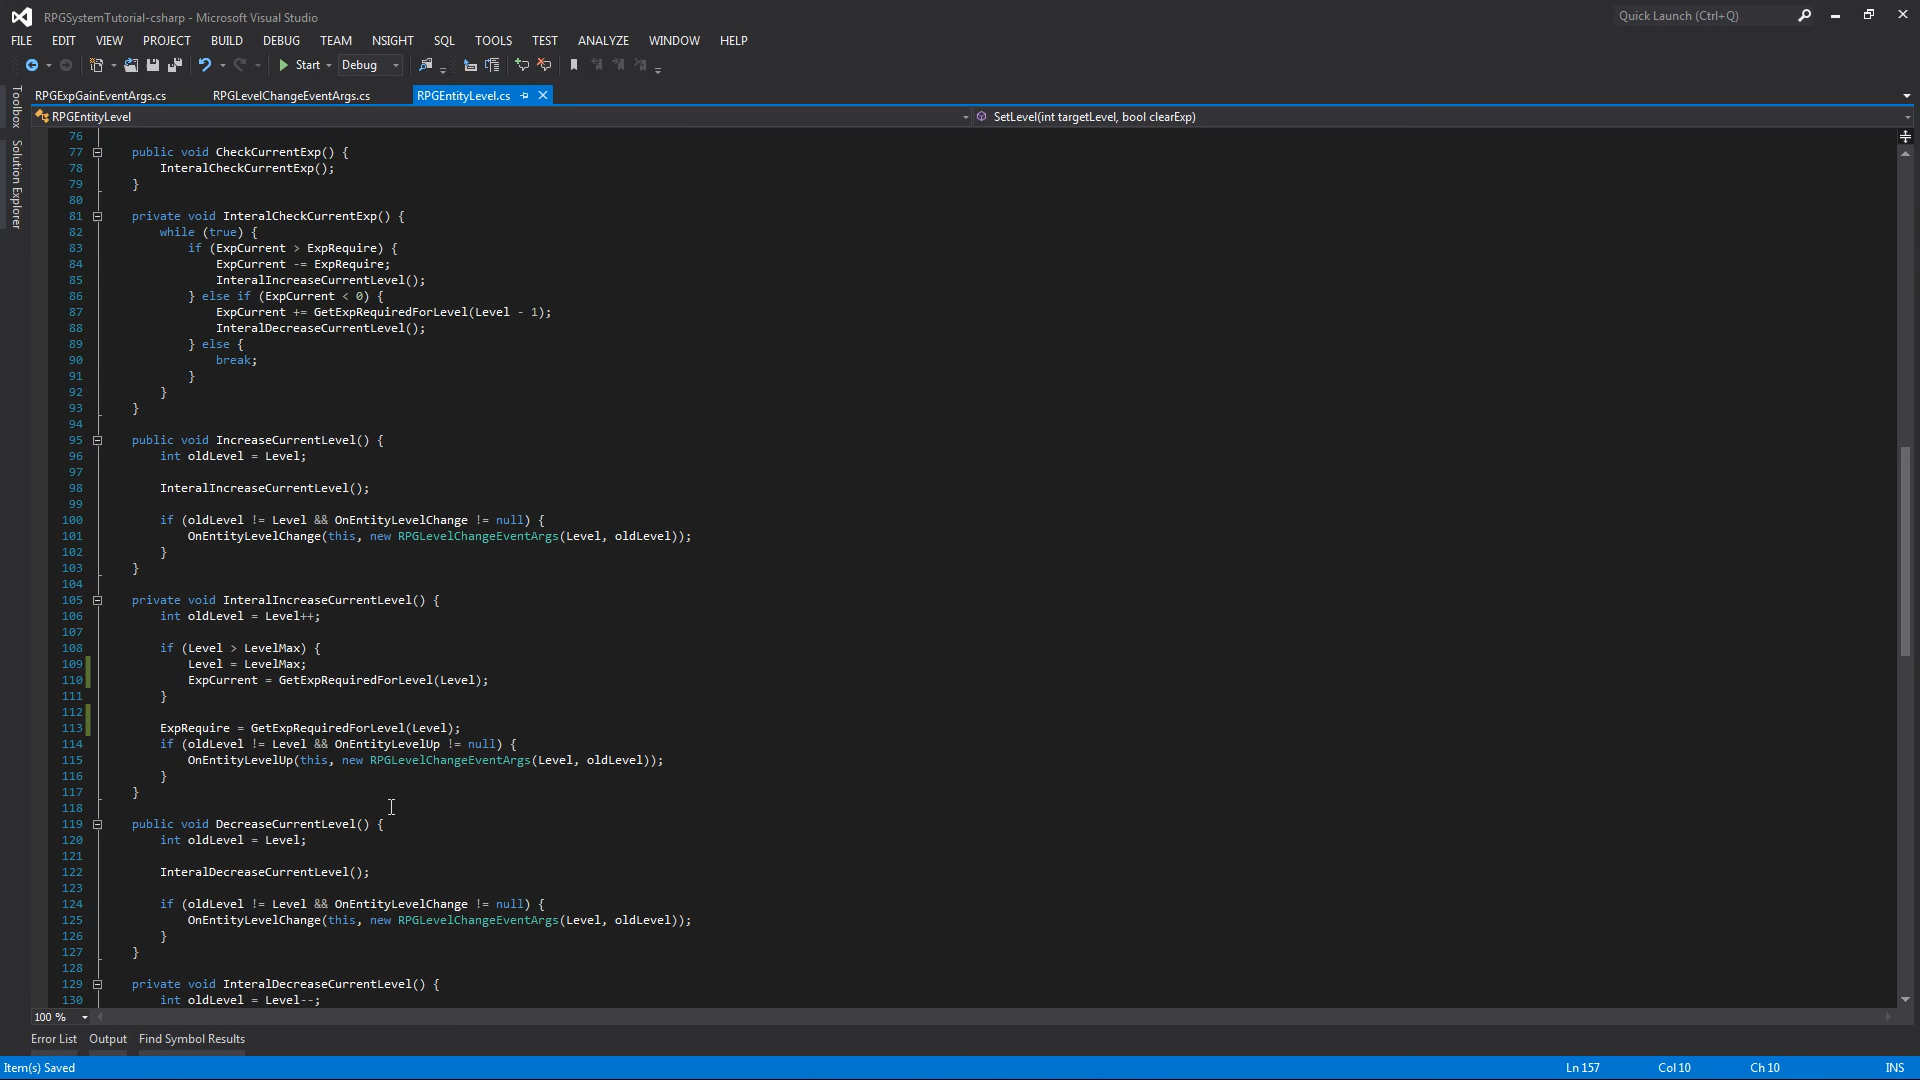 RPGSystemTutorial-csharp - Microsoft Visual Studio
Quick Launch (Ctrl+Q)
FILE EDIT VIEW PROJECT BUILD DEBUG TEAM NSIGHT SQL TOOLS TEST ANALYZE WINDOW HELP
Start Debug
Toolbox
Solution Explorer
RPGExpGainEventArgs.cs RPGLevelChangeEventArgs.cs RPGEntityLevel.cs
RPGEntityLevel SetLevel(int targetLevel, bool clearExp)
76
77 public void CheckCurrentExp() {
78 InteralCheckCurrentExp();
79 }
80
81 private void InteralCheckCurrentExp() {
82 while (true) {
83 if (ExpCurrent > ExpRequire) {
84 ExpCurrent -= ExpRequire;
85 InteralIncreaseCurrentLevel();
86 } else if (ExpCurrent < 0) {
87 ExpCurrent += GetExpRequiredForLevel(Level - 1);
88 InteralDecreaseCurrentLevel();
89 } else {
90 break;
91 }
92 }
93 }
94
95 public void IncreaseCurrentLevel() {
96 int oldLevel = Level;
97
98 InteralIncreaseCurrentLevel();
99
100 if (oldLevel != Level && OnEntityLevelChange != null) {
101 OnEntityLevelChange(this, new RPGLevelChangeEventArgs(Level, oldLevel));
102 }
103 }
104
105 private void InteralIncreaseCurrentLevel() {
106 int oldLevel = Level++;
107
108 if (Level > LevelMax) {
109 Level = LevelMax;
110 ExpCurrent = GetExpRequiredForLevel(Level);
111 }
112
113 ExpRequire = GetExpRequiredForLevel(Level);
114 if (oldLevel != Level && OnEntityLevelUp != null) {
115 OnEntityLevelUp(this, new RPGLevelChangeEventArgs(Level, oldLevel));
116 }
117 }
118
119 public void DecreaseCurrentLevel() {
120 int oldLevel = Level;
121
122 InteralDecreaseCurrentLevel();
123
124 if (oldLevel != Level && OnEntityLevelChange != null) {
125 OnEntityLevelChange(this, new RPGLevelChangeEventArgs(Level, oldLevel));
126 }
127 }
128
129 private void InteralDecreaseCurrentLevel() {
130 int oldLevel = Level--;
100 %
Error List Output Find Symbol Results
Item(s) Saved Ln 157 Col 10 Ch 10 INS